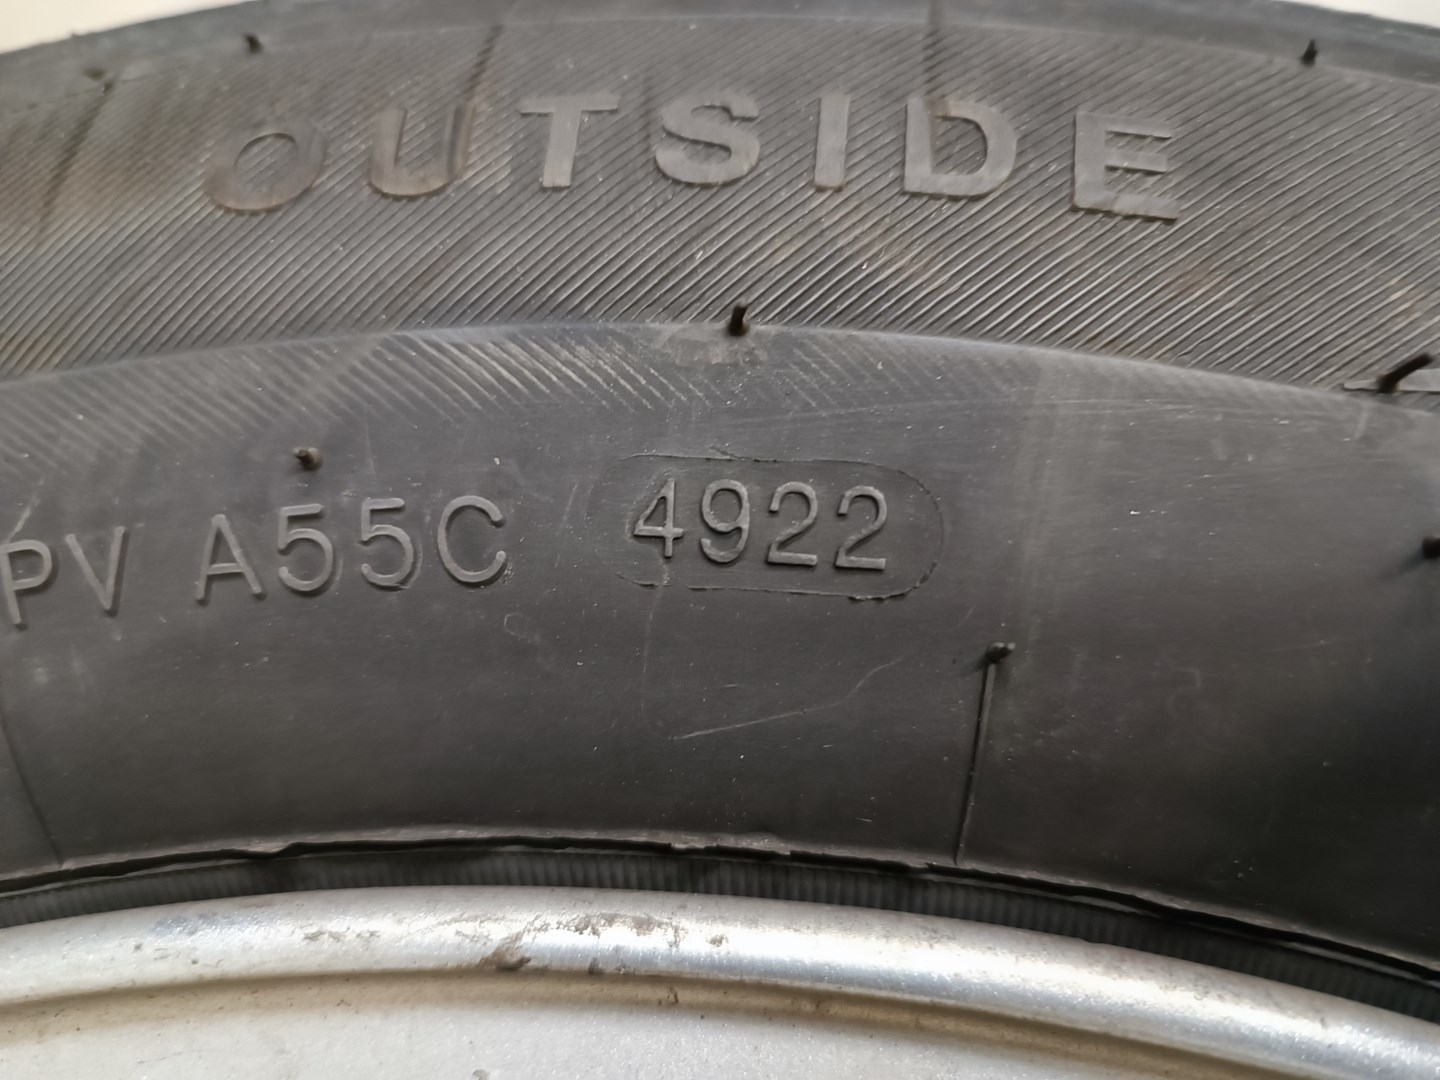 OUTSIDE
PV A55C 4922